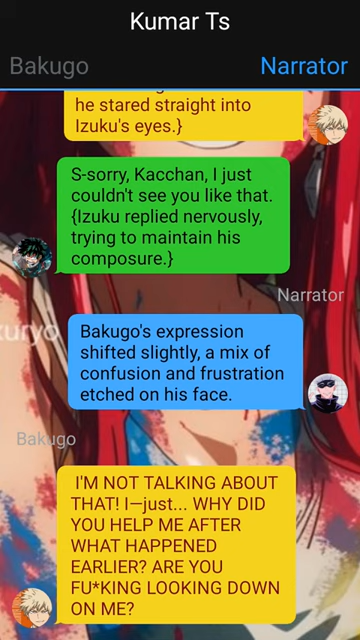 Kumar Ts
Bakugo
Narrator
he stared straight into
Izuku's eyes.}
S-sorry, Kacchan, I just
couldn't see you like that.
{Izuku replied nervously,
trying to maintain his
composure.}
Narrator
Bakugo's expression
shifted slightly, a mix of
confusion and frustration
etched on his face.
Bakugo
I'M NOT TALKING ABOUT
THAT! I—just... WHY DID
YOU HELP ME AFTER
WHAT HAPPENED
EARLIER? ARE YOU
FU*KING LOOKING DOWN
ON ME?